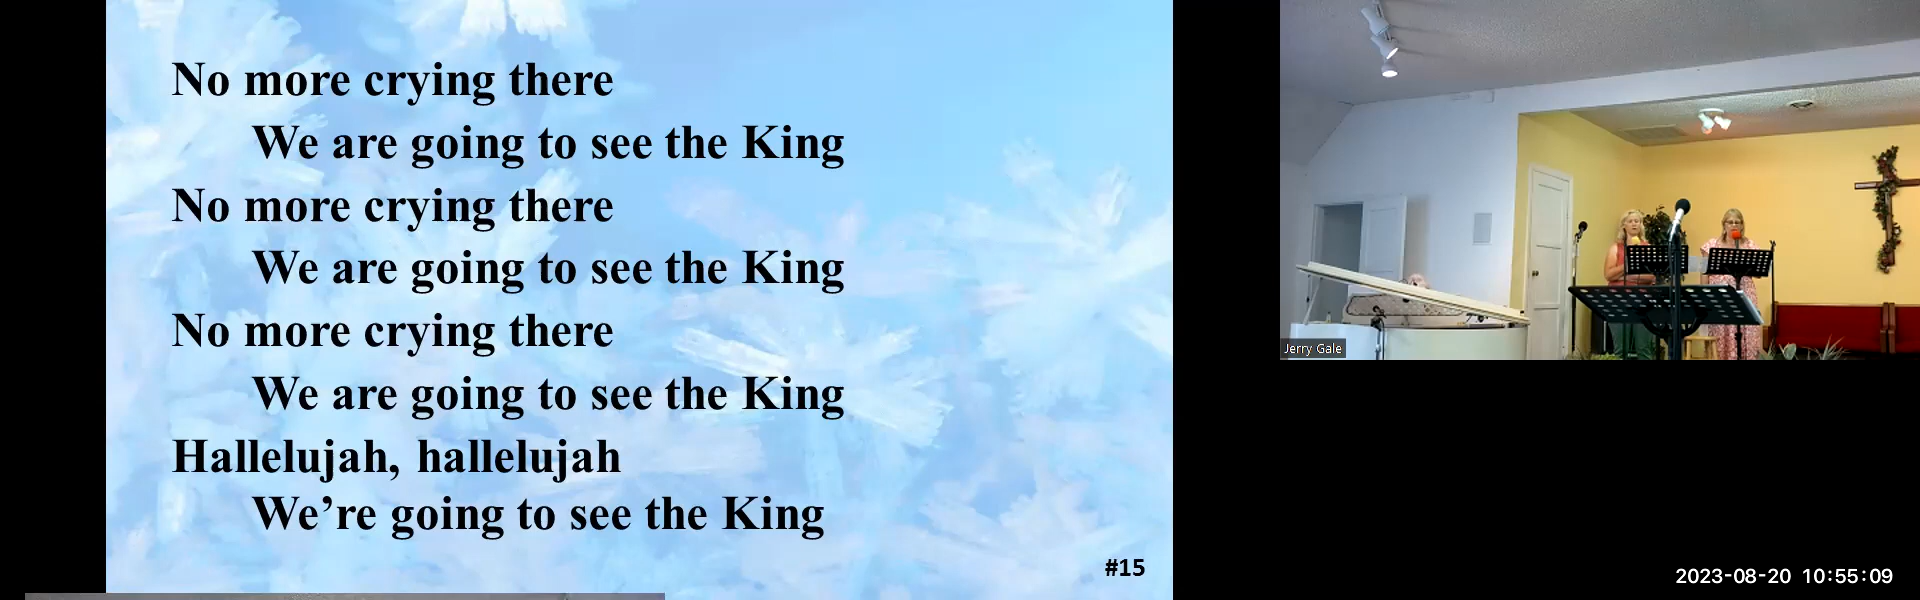 No more crying there
We are going to see the King
No more crying there
We are going to see the King
No more crying there
We are going to see the King
Hallelujah, hallelujah
We’re going to see the King
#15
Jerry Gale
2023-08-20 10:55:09